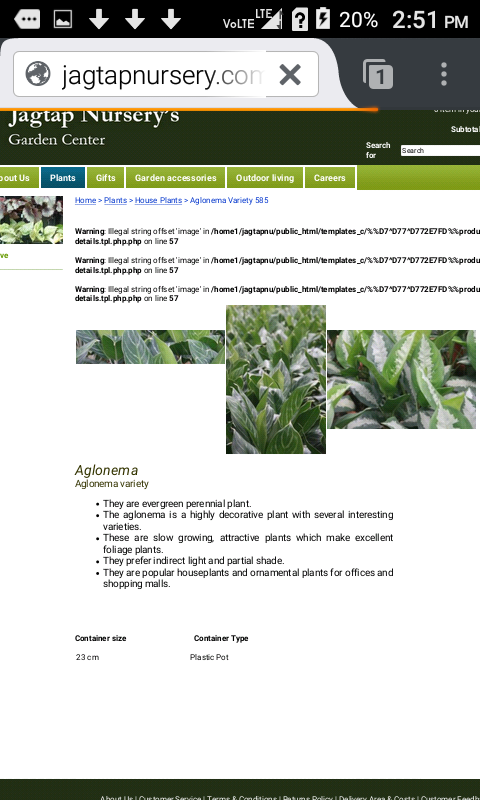 VoLTE LTE 20% 2:51 PM
jagtapnursery.com 1
Jagtap Nursery's
Garden Center
Subtotal
Search for Search
out Us Plants Gifts Garden accessories Outdoor living Careers
Home > Plants > House Plants > Aglonema Variety 585
ve
Warning: Illegal string offset 'image' in /home1/jagtapnu/public_html/templates_c/%%D7^D77^D772E7FD%%produ
details.tpl.php.php on line 57
Warning: Illegal string offset 'image' in /home1/jagtapnu/public_html/templates_c/%%D7^D77^D772E7FD%%produ
details.tpl.php.php on line 57
Warning: Illegal string offset 'image' in /home1/jagtapnu/public_html/templates_c/%%D7^D77^D772E7FD%%produ
details.tpl.php.php on line 57
Aglonema
Aglonema variety
• They are evergreen perennial plant.
• The aglonema is a highly decorative plant with several interesting
varieties.
• These are slow growing, attractive plants which make excellent
foliage plants.
• They prefer indirect light and partial shade.
• They are popular houseplants and ornamental plants for offices and
shopping malls.
Container size Container Type
23 cm Plastic Pot
About Us | Customer Service | Terms & Conditions | Returns Policy | Delivery Area & Costs | Customer Feedb